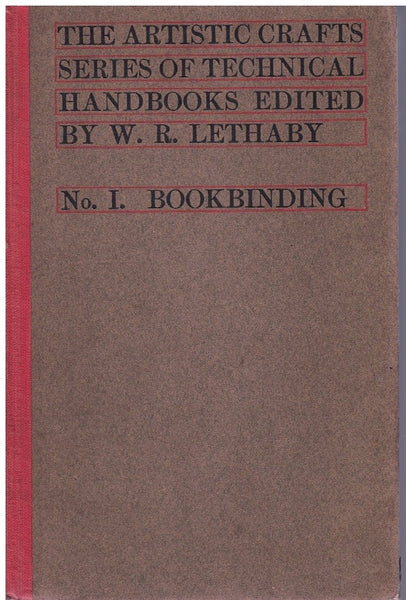 THE ARTISTIC CRAFTS
SERIES OF TECHNICAL
HANDBOOKS EDITED
BY W. R. LETHABY
No. I. BOOKBINDING